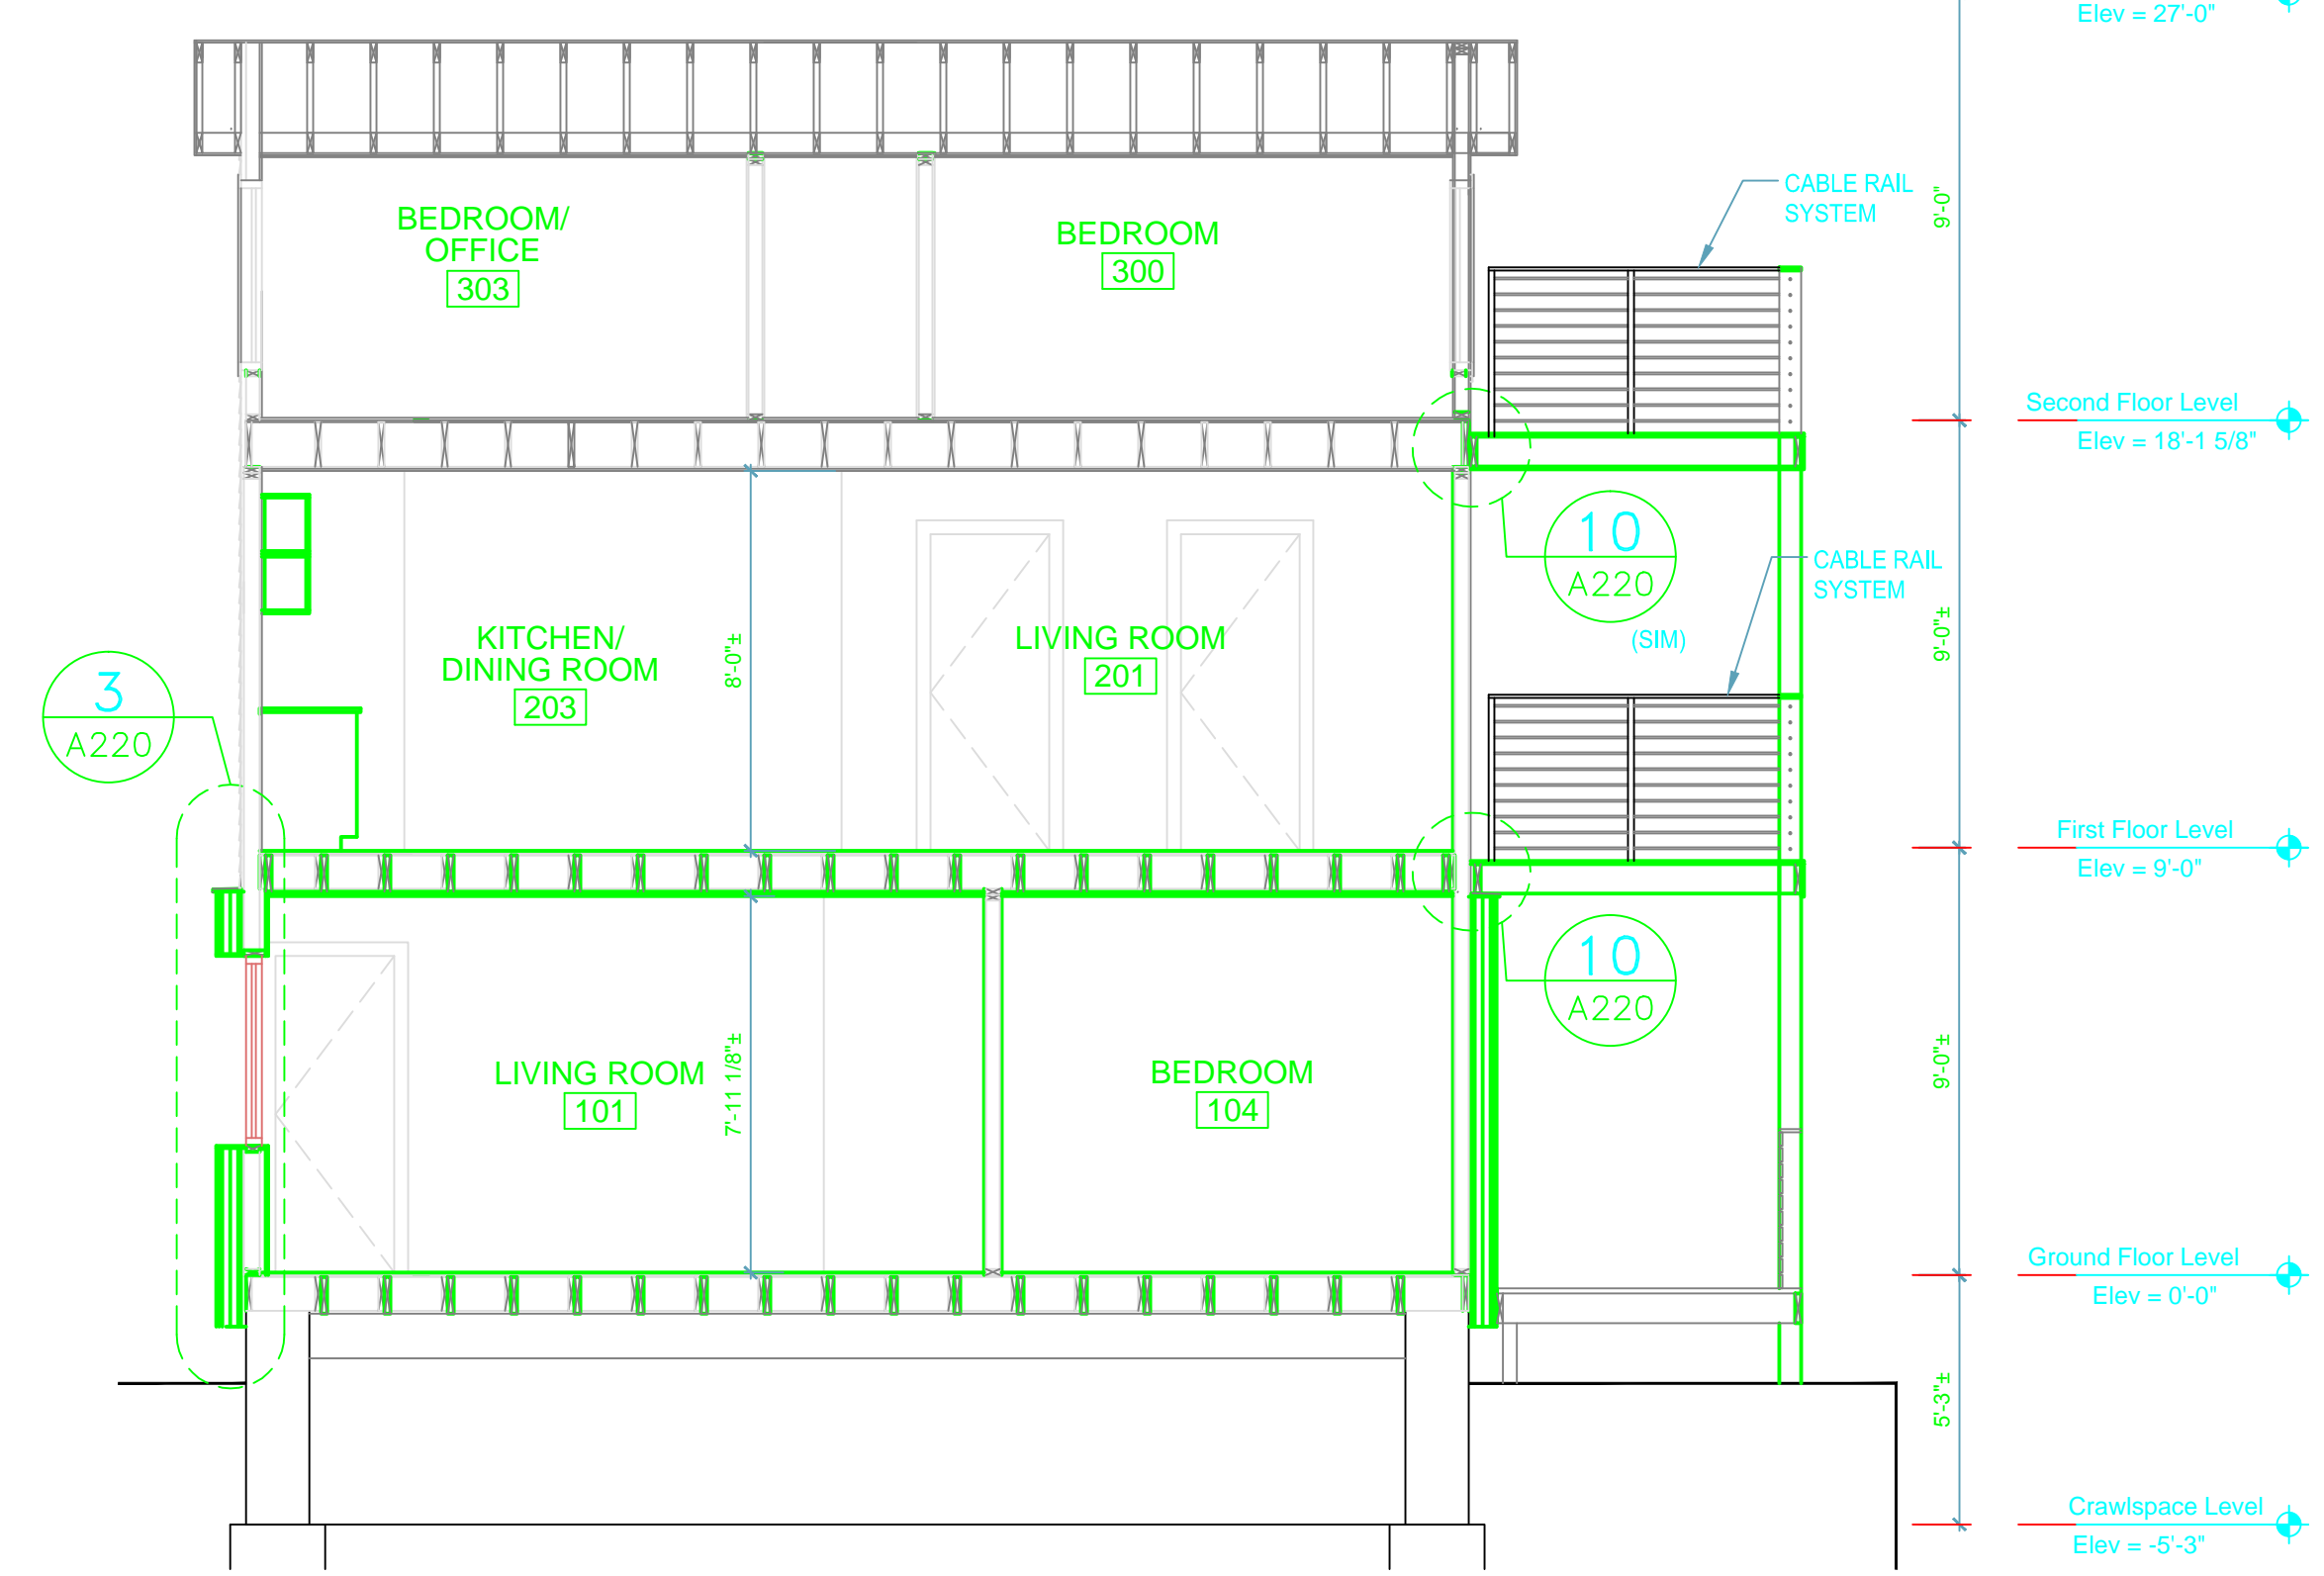 Elev = 27'-0"
BEDROOM/
OFFICE
303
BEDROOM
300
CABLE RAIL
SYSTEM
9'-0"
Second Floor Level
Elev = 18'-1 5/8"
10
A220
CABLE RAIL
SYSTEM
(SIM)
KITCHEN/
DINING ROOM
203
8'-0"±
LIVING ROOM
201
9'-0"±
3
A220
First Floor Level
Elev = 9'-0"
10
A220
LIVING ROOM
101
7'-11 1/8"±
BEDROOM
104
9'-0"±
Ground Floor Level
Elev = 0'-0"
5'-3"±
Crawlspace Level
Elev = -5'-3"